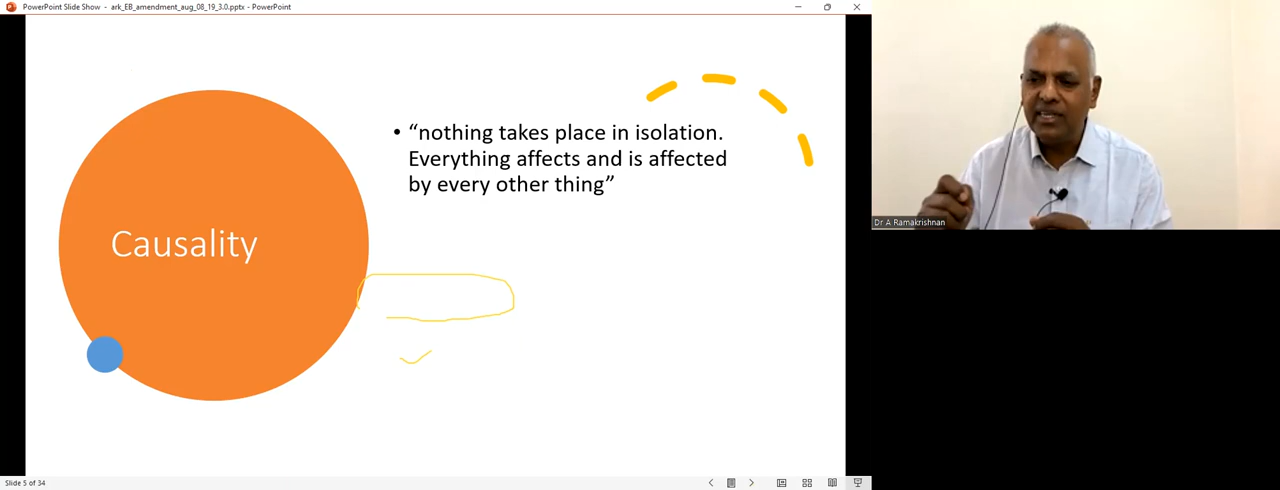 PowerPoint Slide Show - ark_EB_amendment_aug_08_19_3.0.pptx - PowerPoint
• “nothing takes place in isolation.
Everything affects and is affected
by every other thing”
Causality
Dr A Ramakrishnan
Slide 5 of 34